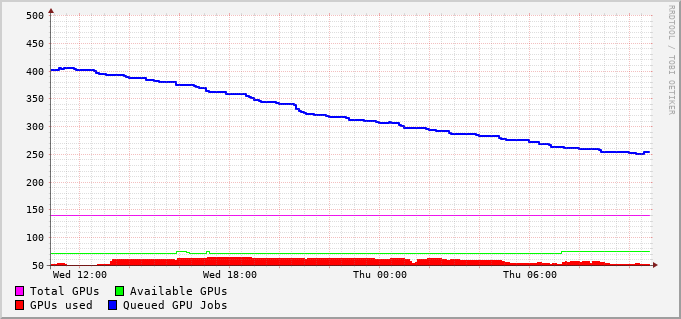 500
450
400
350
300
250
200
150
100
50
Wed 12:00 Wed 18:00 Thu 00:00 Thu 06:00
Total GPUs Available GPUs
GPUs used Queued GPU Jobs
RRDTOOL / TOBI OETIKER